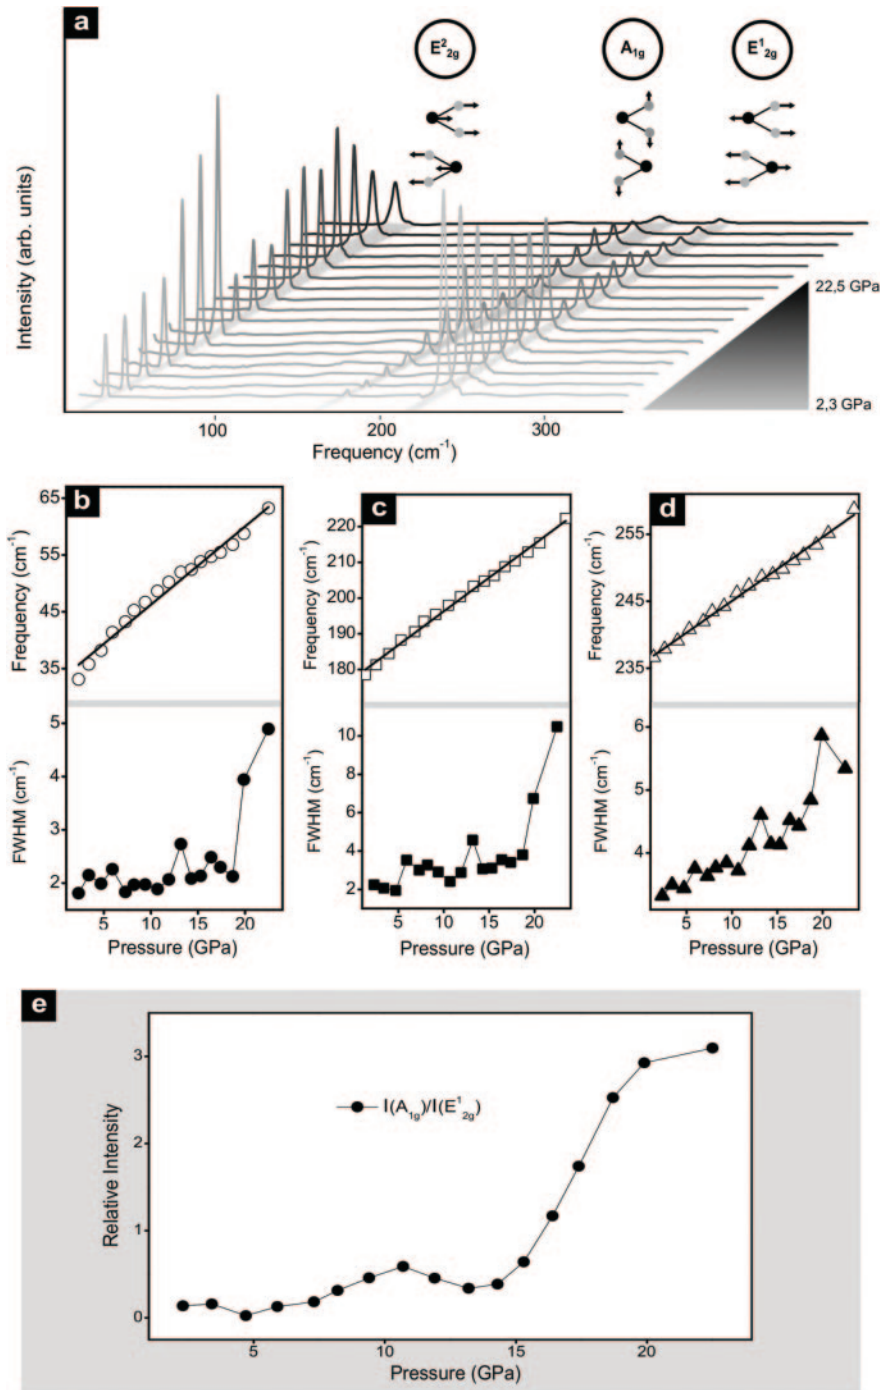 a
E²₂g A₁g E¹₂g
Intensity (arb. units)
22,5 GPa
2,3 GPa
100 200 300
Frequency (cm⁻¹)
b
Frequency (cm⁻¹)
65
55
45
35
FWHM (cm⁻¹)
5
4
3
2
5 10 15 20
Pressure (GPa)
c
Frequency (cm⁻¹)
220
210
200
190
180
FWHM (cm⁻¹)
10
8
6
4
2
5 10 15 20
Pressure (GPa)
d
Frequency (cm⁻¹)
255
245
235
FWHM (cm⁻¹)
6
5
4
5 10 15 20
Pressure (GPa)
e
Relative Intensity
3
2
1
0
I(A₁g)/I(E¹₂g)
5 10 15 20
Pressure (GPa)